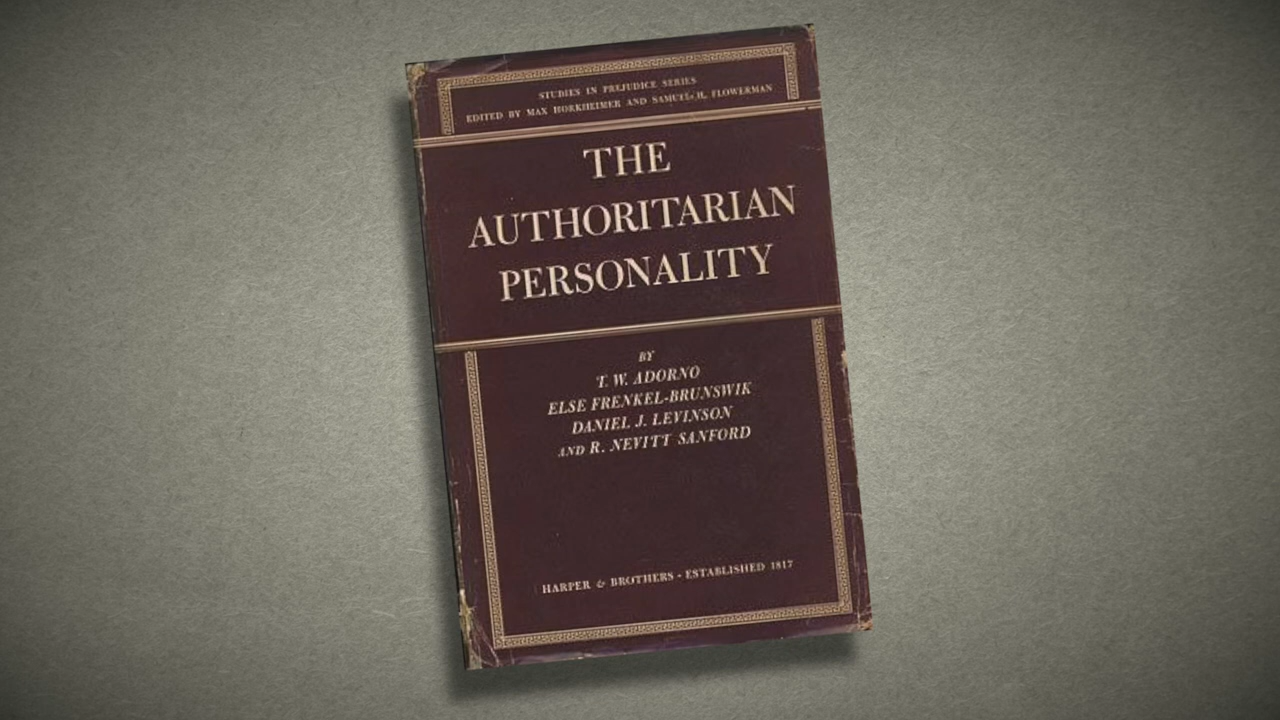 STUDIES IN PREJUDICE SERIES
EDITED BY MAX HORKHEIMER AND SAMUEL H. FLOWERMAN
THE
AUTHORITARIAN
PERSONALITY
BY
T. W. ADORNO
ELSE FRENKEL-BRUNSWIK
DANIEL J. LEVINSON
AND R. NEVITT SANFORD
HARPER & BROTHERS - ESTABLISHED 1817